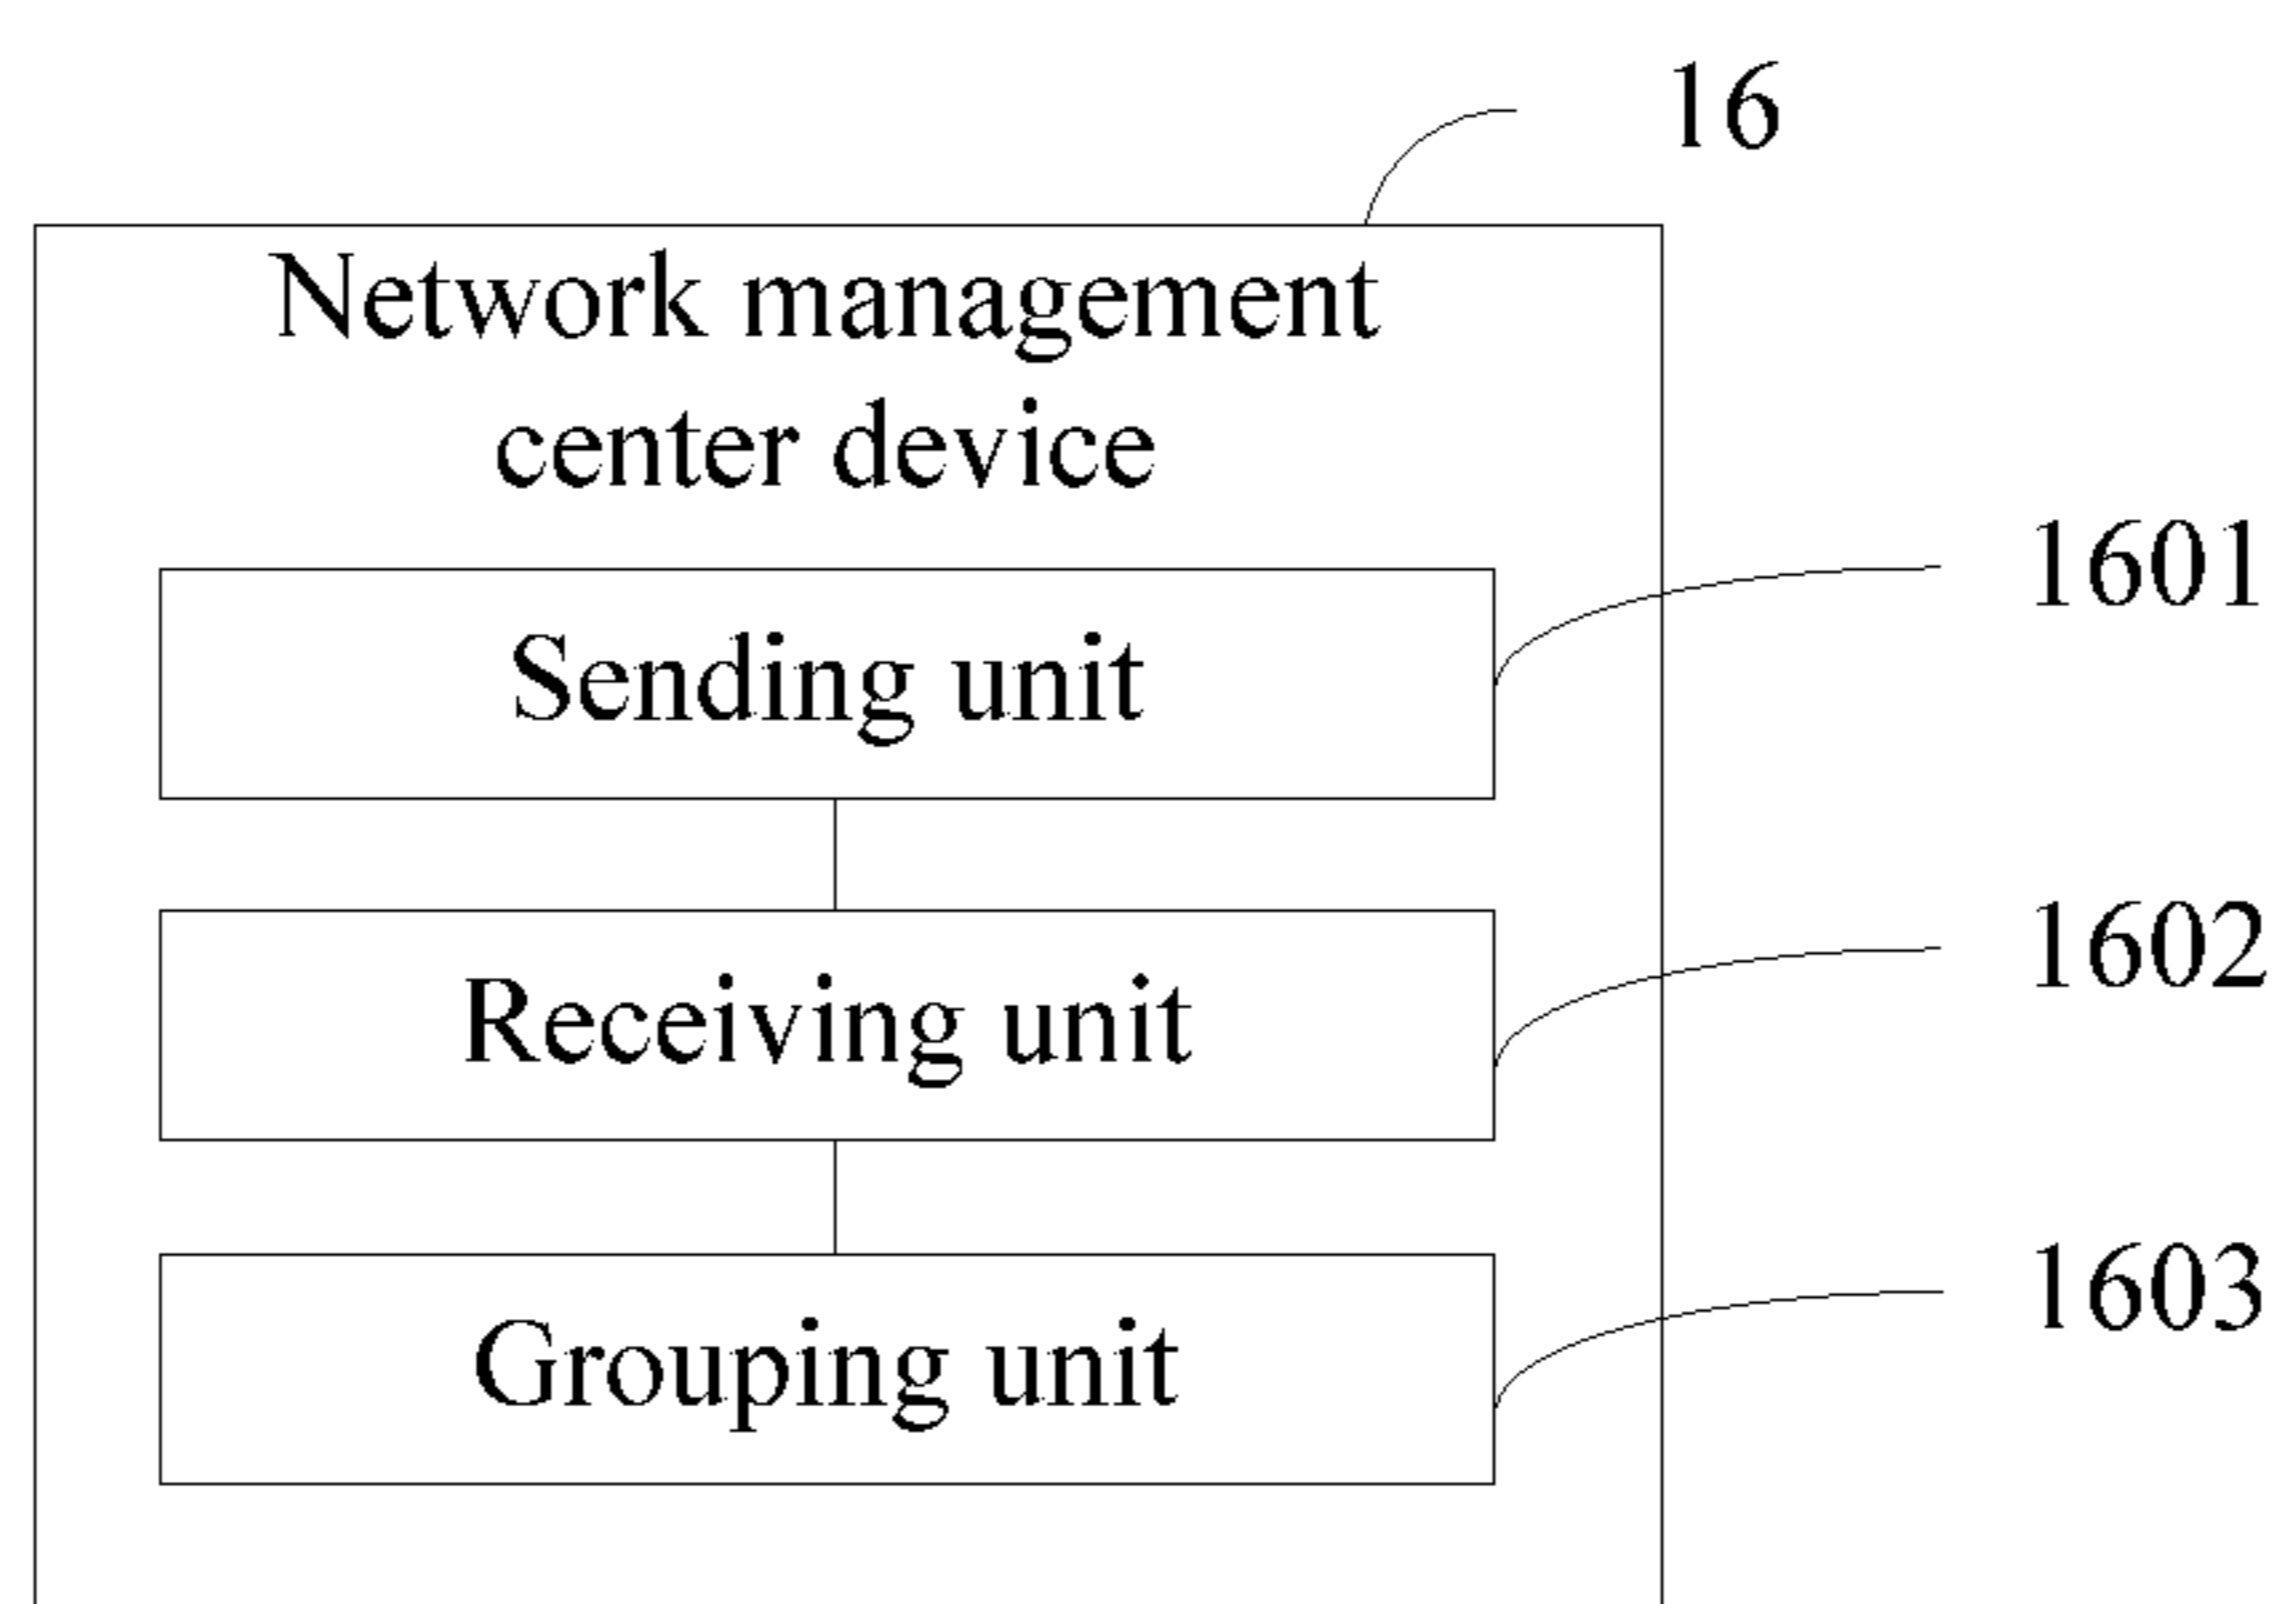 16
Network management
center device
1601
Sending unit
1602
Receiving unit
1603
Grouping unit